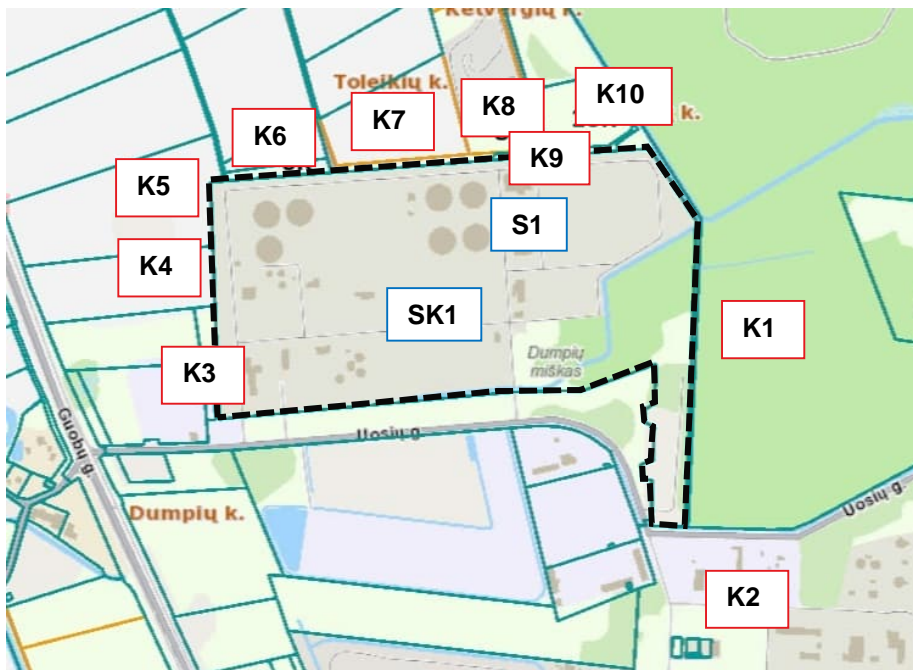 Ketvergių k.
Toleikių k.
K10
K8
K7
K6
k.
K9
K5
S1
K4
SK1
K1
Dumpių
miškas
K3
Guobų g.
Uosių g.
Uosių g.
Dumpių k.
K2